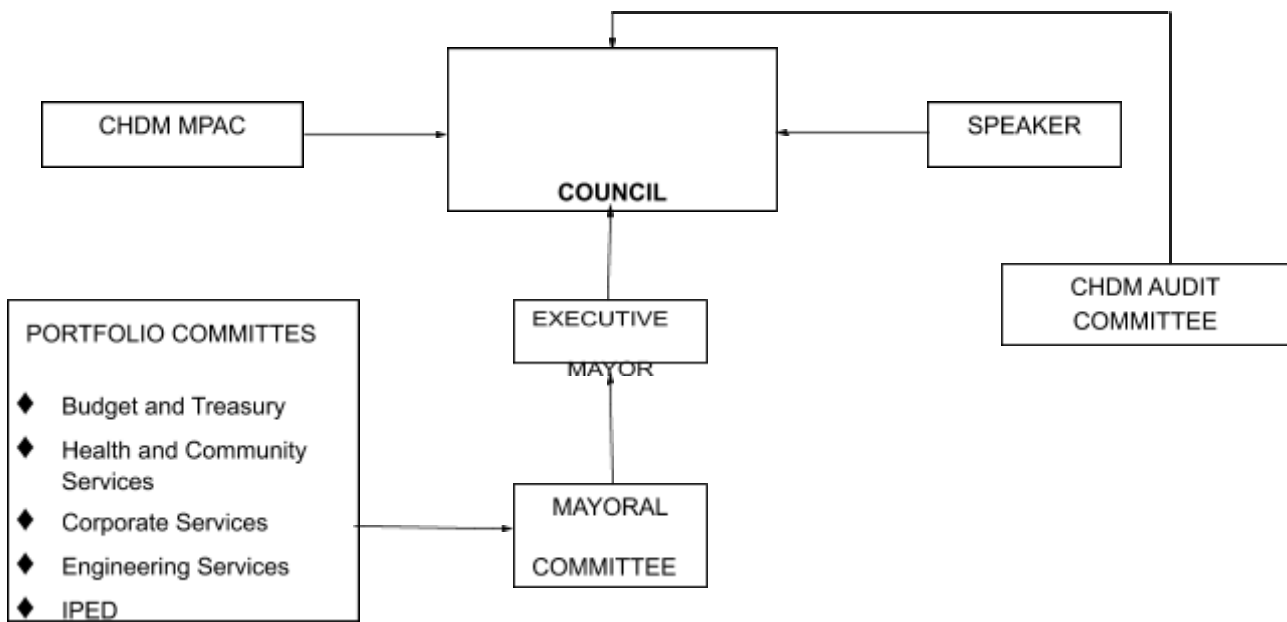 CHDM MPAC
COUNCIL
SPEAKER
CHDM AUDIT
COMMITTEE
EXECUTIVE
MAYOR
PORTFOLIO COMMITTES
♦ Budget and Treasury
♦ Health and Community
Services
♦ Corporate Services
♦ Engineering Services
♦ IPED
MAYORAL
COMMITTEE